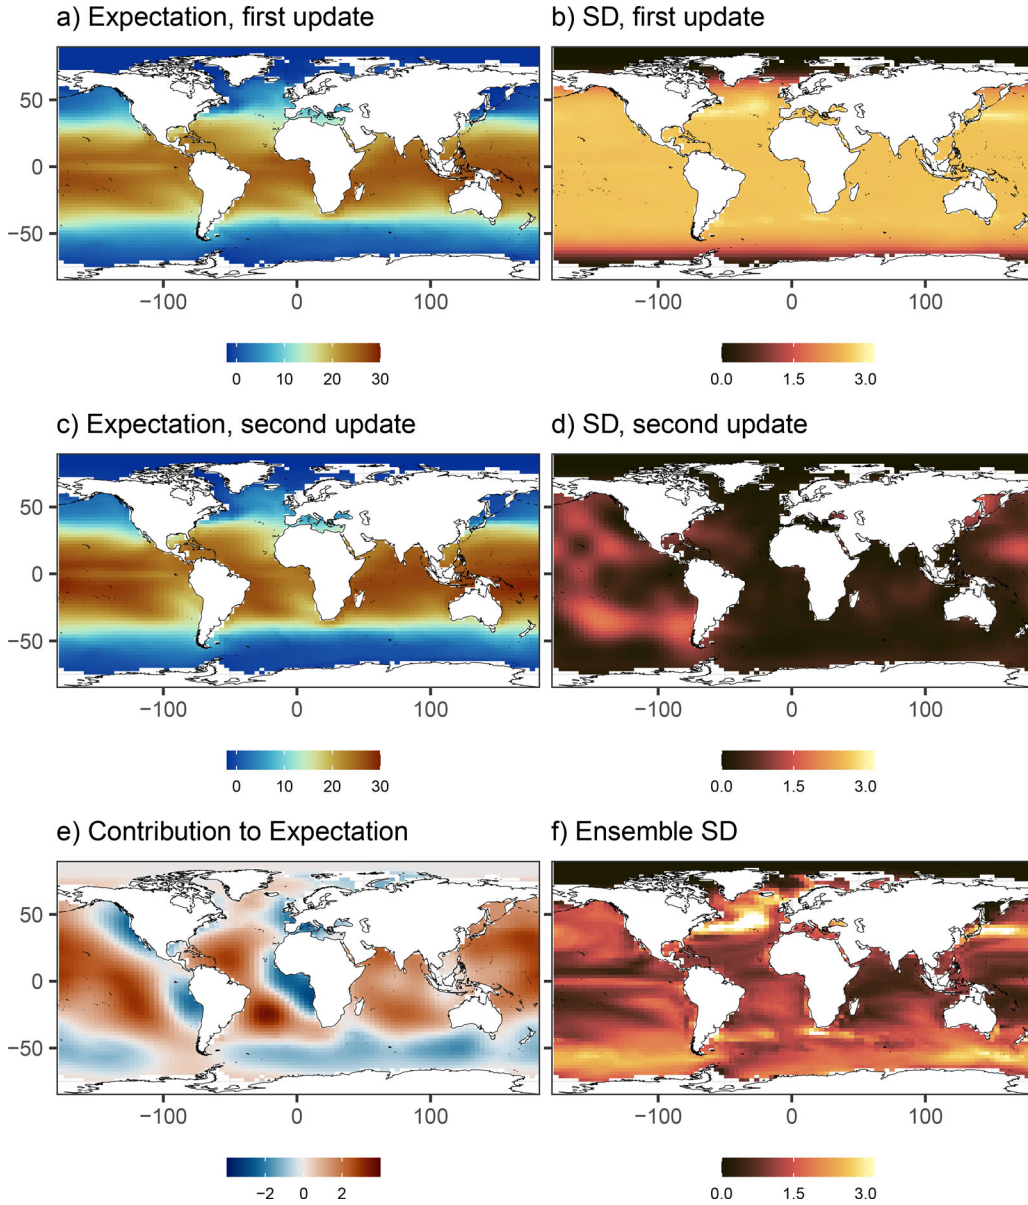 a) Expectation, first update
b) SD, first update
50
0
−50
−100 0 100
−100 0 100
0 10 20 30
0.0 1.5 3.0
c) Expectation, second update
d) SD, second update
50
0
−50
−100 0 100
−100 0 100
0 10 20 30
0.0 1.5 3.0
e) Contribution to Expectation
f) Ensemble SD
50
0
−50
−100 0 100
−100 0 100
−2 0 2
0.0 1.5 3.0